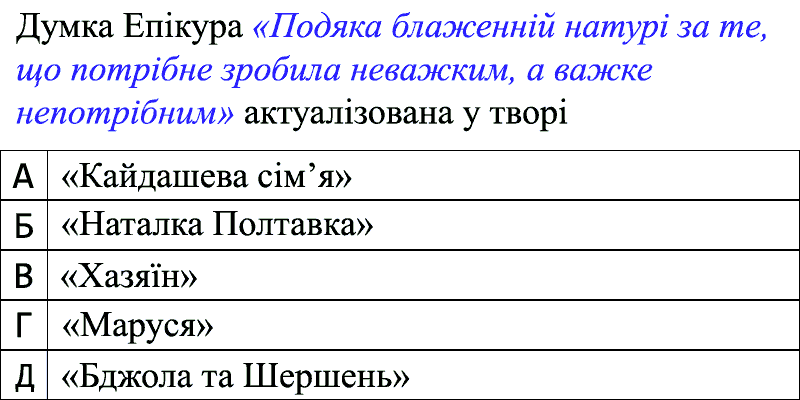 Думка Епікура «Подяка блаженній натурі за те,
що потрібне зробила неважким, а важке
непотрібним» актуалізована у творі
А «Кайдашева сім’я»
Б «Наталка Полтавка»
В «Хазяїн»
Г «Маруся»
Д «Бджола та Шершень»